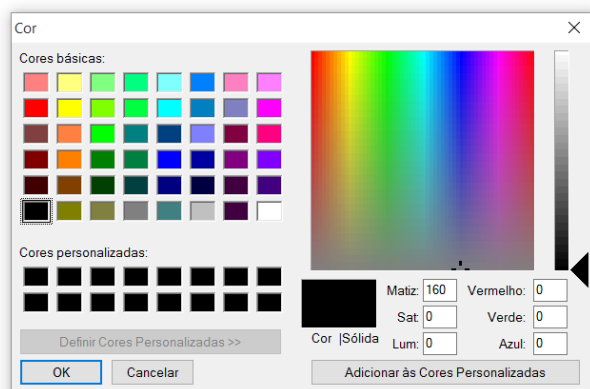 Cor
Cores básicas:
Cores personalizadas:
Definir Cores Personalizadas >>
OK
Cancelar
Cor |Sólida
Matiz: 160
Sat: 0
Lum: 0
Vermelho: 0
Verde: 0
Azul: 0
Adicionar às Cores Personalizadas